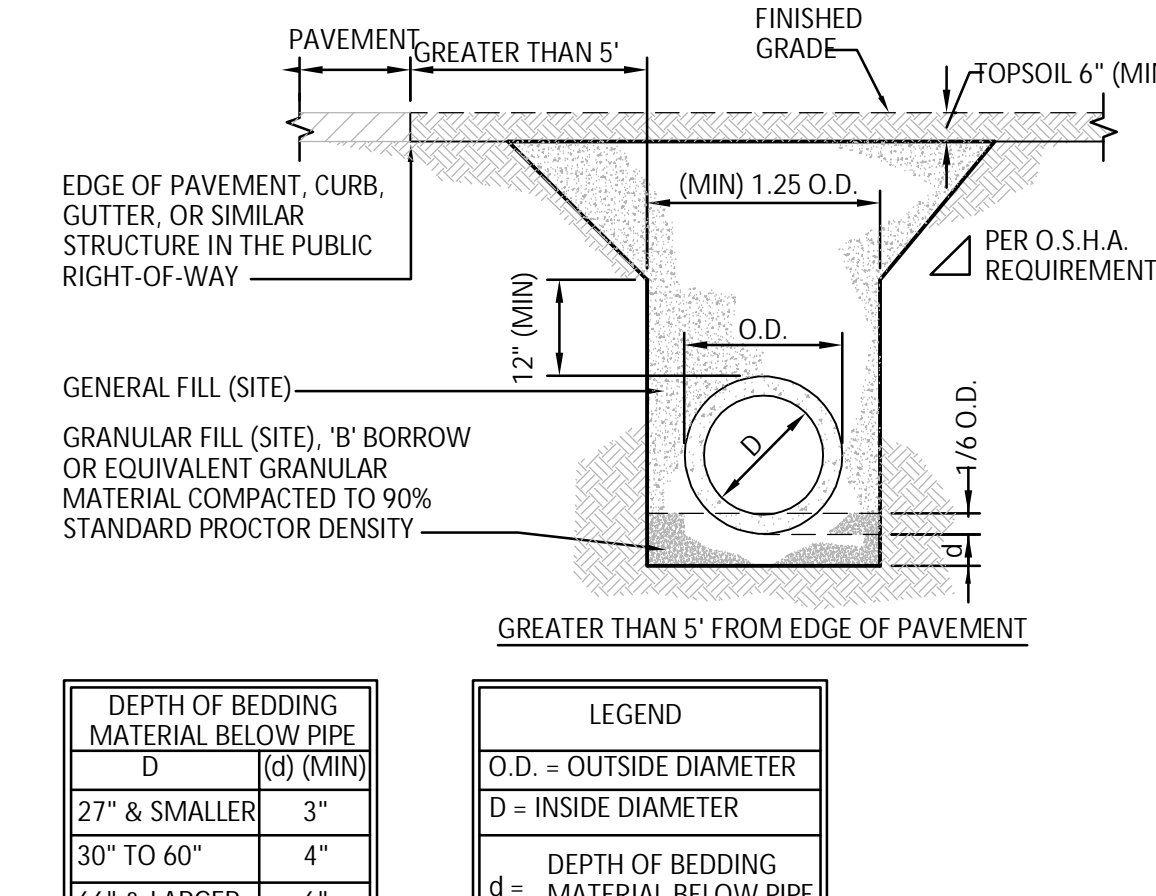 PAVEMENT
GREATER THAN 5'
FINISHED
GRADE
TOPSOIL 6" (MI
EDGE OF PAVEMENT, CURB,
GUTTER, OR SIMILAR
STRUCTURE IN THE PUBLIC
RIGHT-OF-WAY
(MIN) 1.25 O.D.
PER O.S.H.A.
REQUIREMENT
12" (MIN)
O.D.
GENERAL FILL (SITE)
D
1/6 O.D.
GRANULAR FILL (SITE), 'B' BORROW
OR EQUIVALENT GRANULAR
MATERIAL COMPACTED TO 90%
STANDARD PROCTOR DENSITY
d
GREATER THAN 5' FROM EDGE OF PAVEMENT
DEPTH OF BEDDING
MATERIAL BELOW PIPE
D (d) (MIN)
27" & SMALLER 3"
30" TO 60" 4"
66" & LARGER 6"
LEGEND
O.D. = OUTSIDE DIAMETER
D = INSIDE DIAMETER
d = DEPTH OF BEDDING
MATERIAL BELOW PIPE